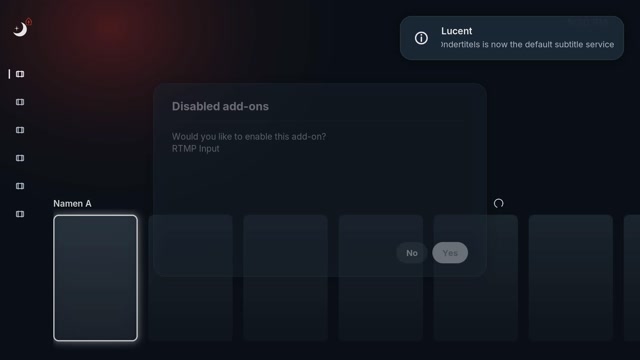 Lucent
ndertitels is now the default subtitle service
Disabled add-ons
Would you like to enable this add-on?
RTMP Input
Namen A
No
Yes